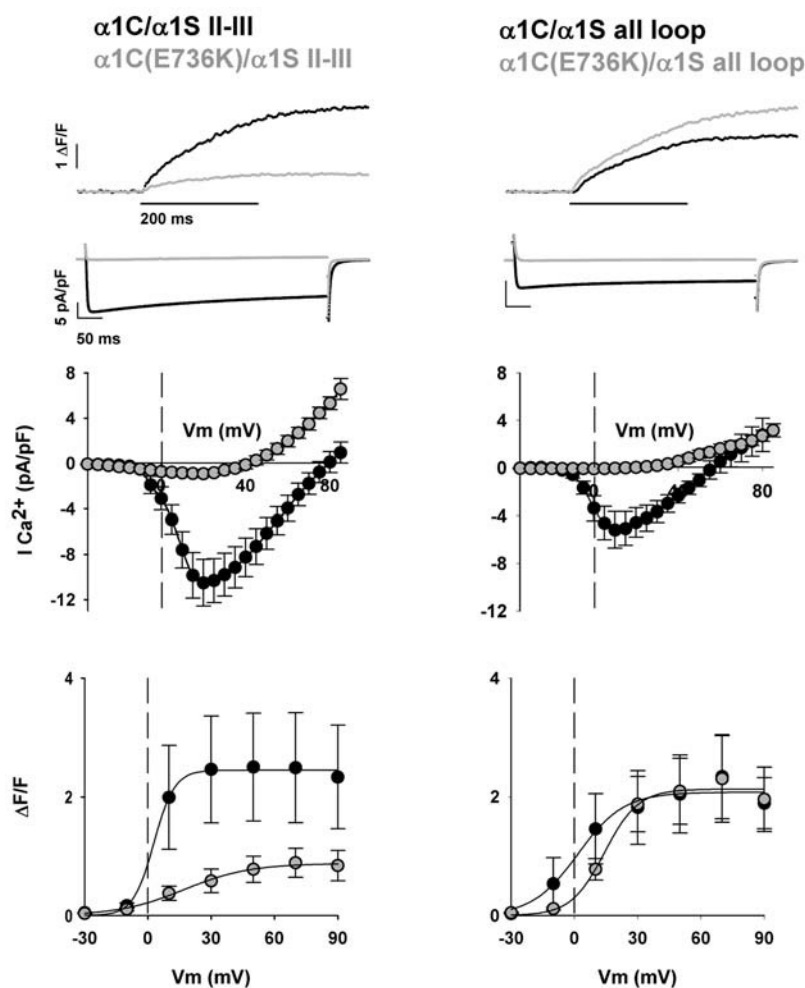 α1C/α1S II-III
α1C(E736K)/α1S II-III
α1C/α1S all loop
α1C(E736K)/α1S all loop
1 ΔF/F
200 ms
5 pA/pF
50 ms
8
4
0
-4
-8
-12
I Ca2+ (pA/pF)
Vm (mV)
0
40
80
8
4
0
-4
-8
-12
Vm (mV)
0
40
80
4
2
0
ΔF/F
-30
0
30
60
90
Vm (mV)
4
2
0
-30
0
30
60
90
Vm (mV)